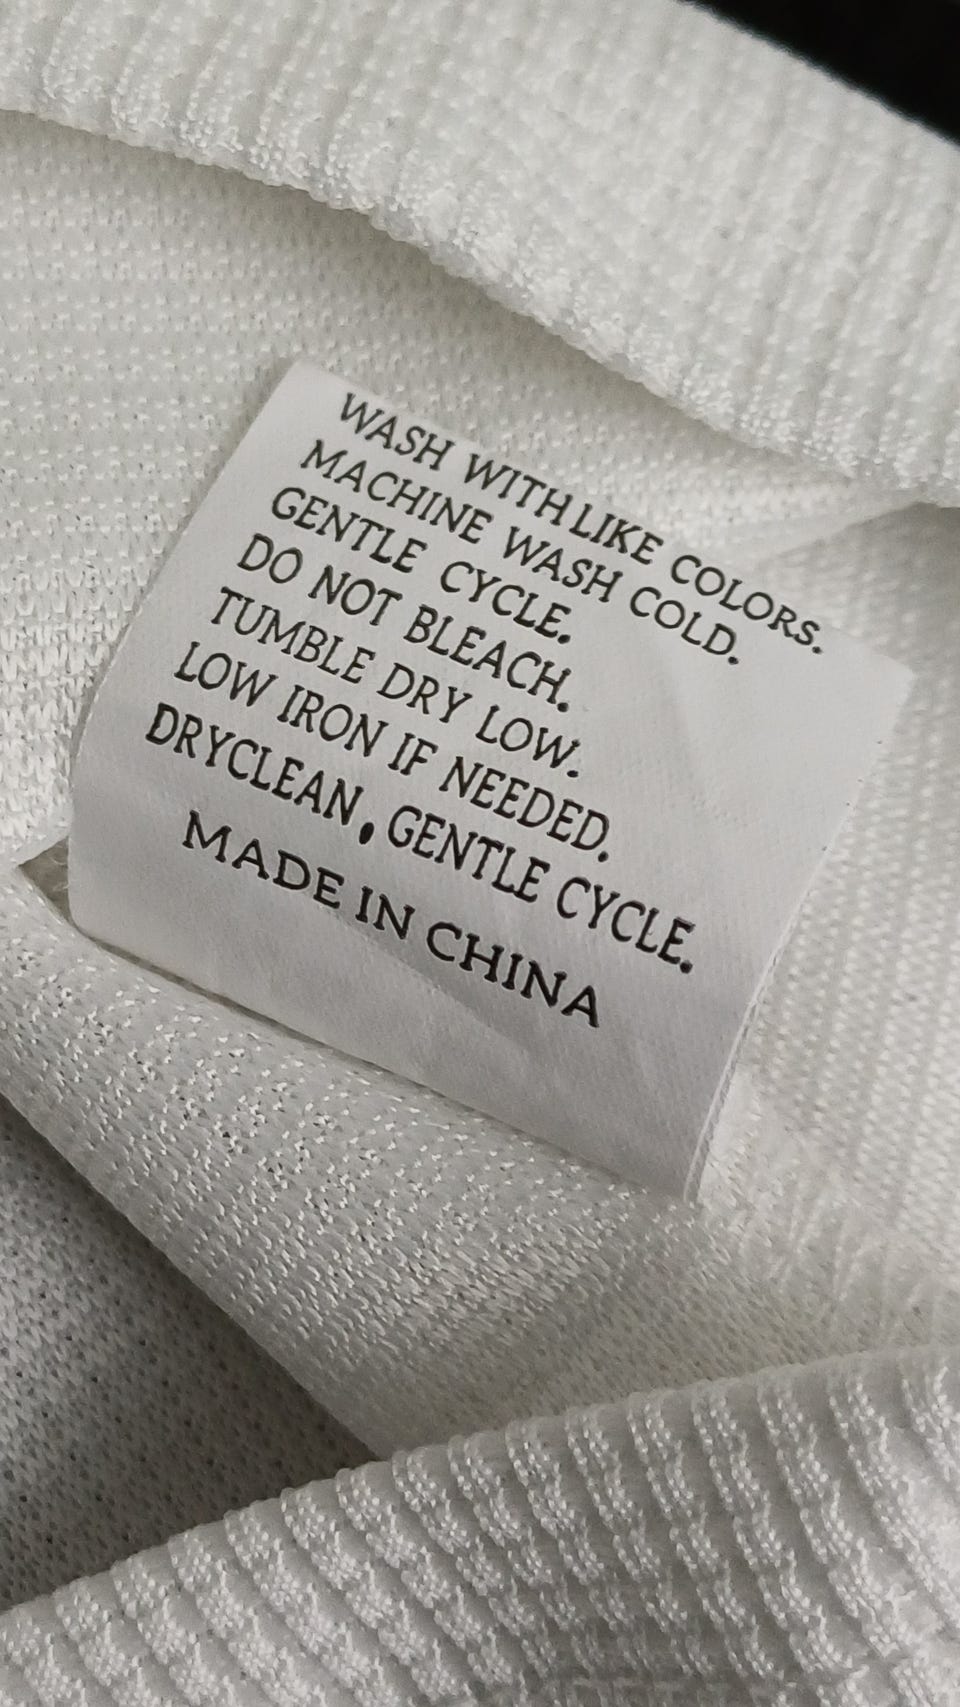 WASH WITH LIKE COLORS.
MACHINE WASH COLD.
GENTLE CYCLE.
DO NOT BLEACH.
TUMBLE DRY LOW.
LOW IRON IF NEEDED.
DRYCLEAN, GENTLE CYCLE.
MADE IN CHINA